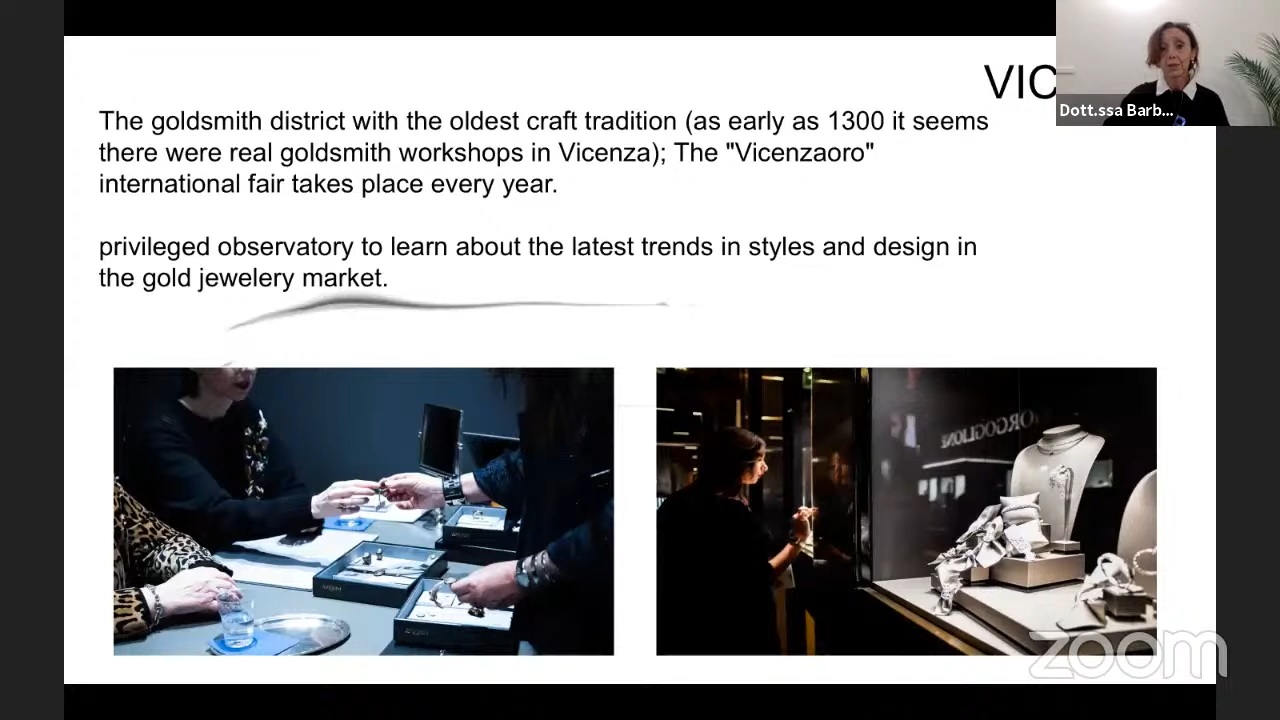 VIC
Dott.ssa Barb...
The goldsmith district with the oldest craft tradition (as early as 1300 it seems
there were real goldsmith workshops in Vicenza); The "Vicenzaoro"
international fair takes place every year.
privileged observatory to learn about the latest trends in styles and design in
the gold jewelery market.
ORGOGLIONI
zoom